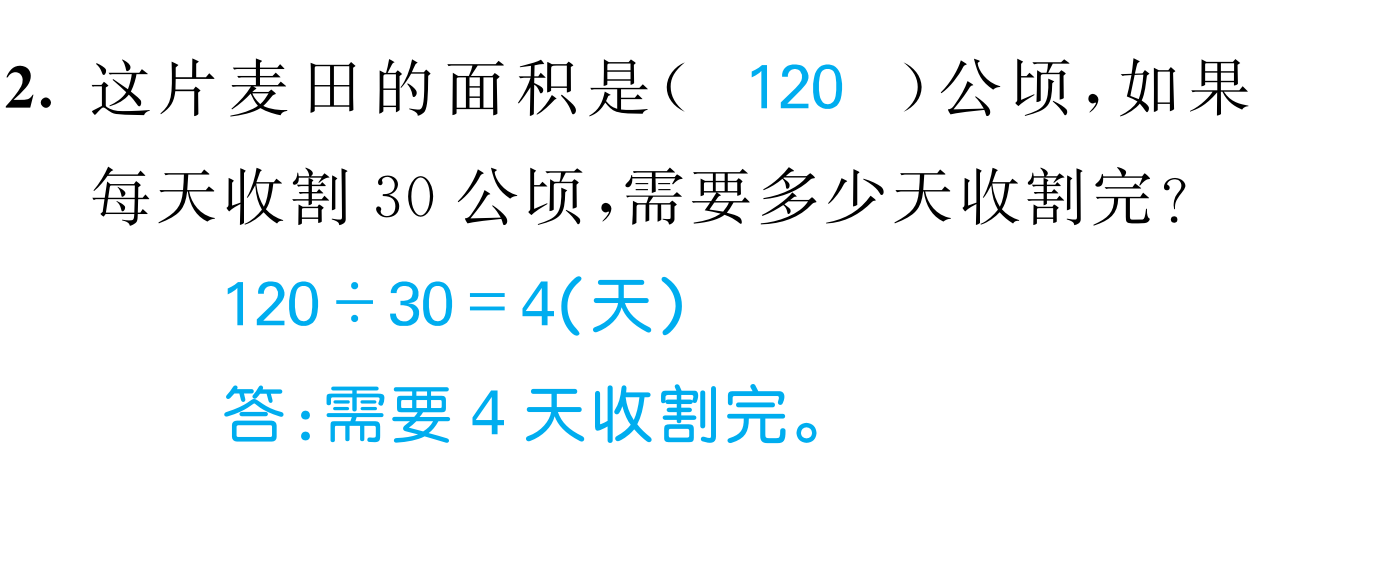 2. 这片麦田的面积是( 120 )公顷,如果
每天收割 30 公顷,需要多少天收割完?
120÷30=4(天)
答:需要 4 天收割完。